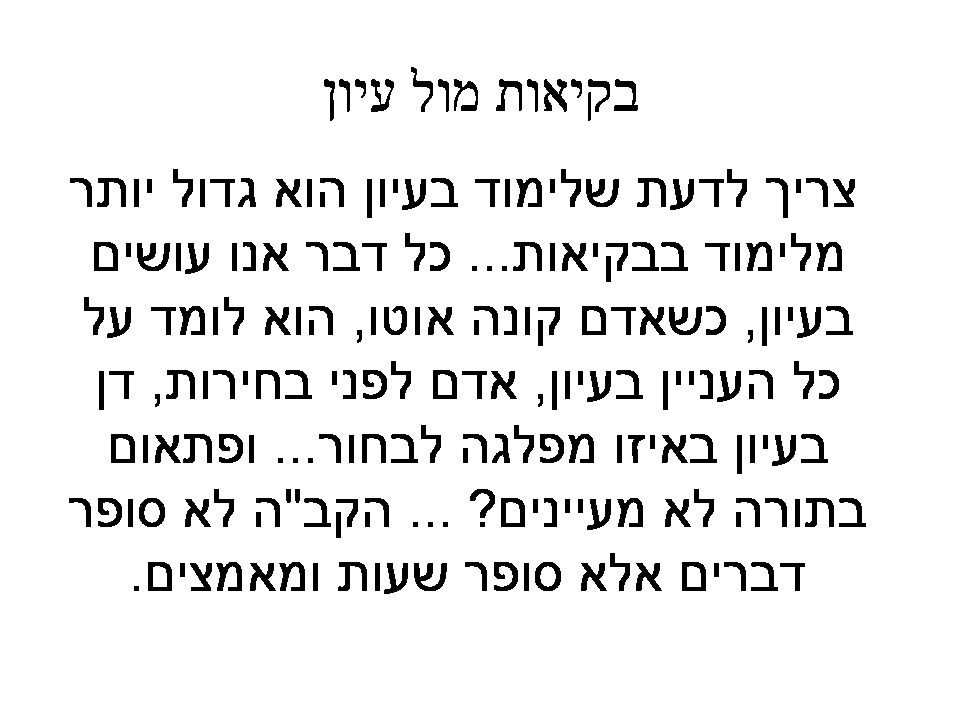 בקיאות מול עיון
צריך לדעת שלימוד בעיון הוא גדול יותר
מלימוד בבקיאות... כל דבר אנו עושים
בעיון, כשאדם קונה אוטו, הוא לומד על
כל העניין בעיון, אדם לפני בחירות, דן
בעיון באיזו מפלגה לבחור... ופתאום
בתורה לא מעיינים? ... הקב"ה לא סופר
דברים אלא סופר שעות ומאמצים.